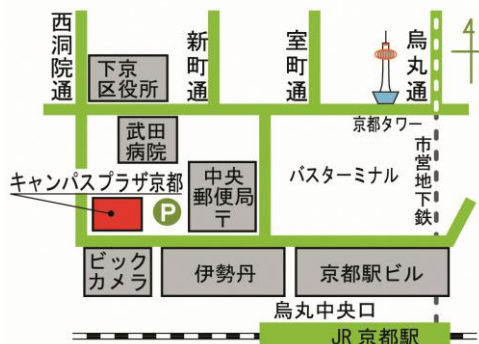 西洞院通
新町通
室町通
烏丸通
下京
区役所
京都タワー
武田
病院
市営地下鉄
キャンパスプラザ京都
P
中央
郵便局
〒
バスターミナル
ビック
カメラ
伊勢丹
京都駅ビル
烏丸中央口
JR京都駅